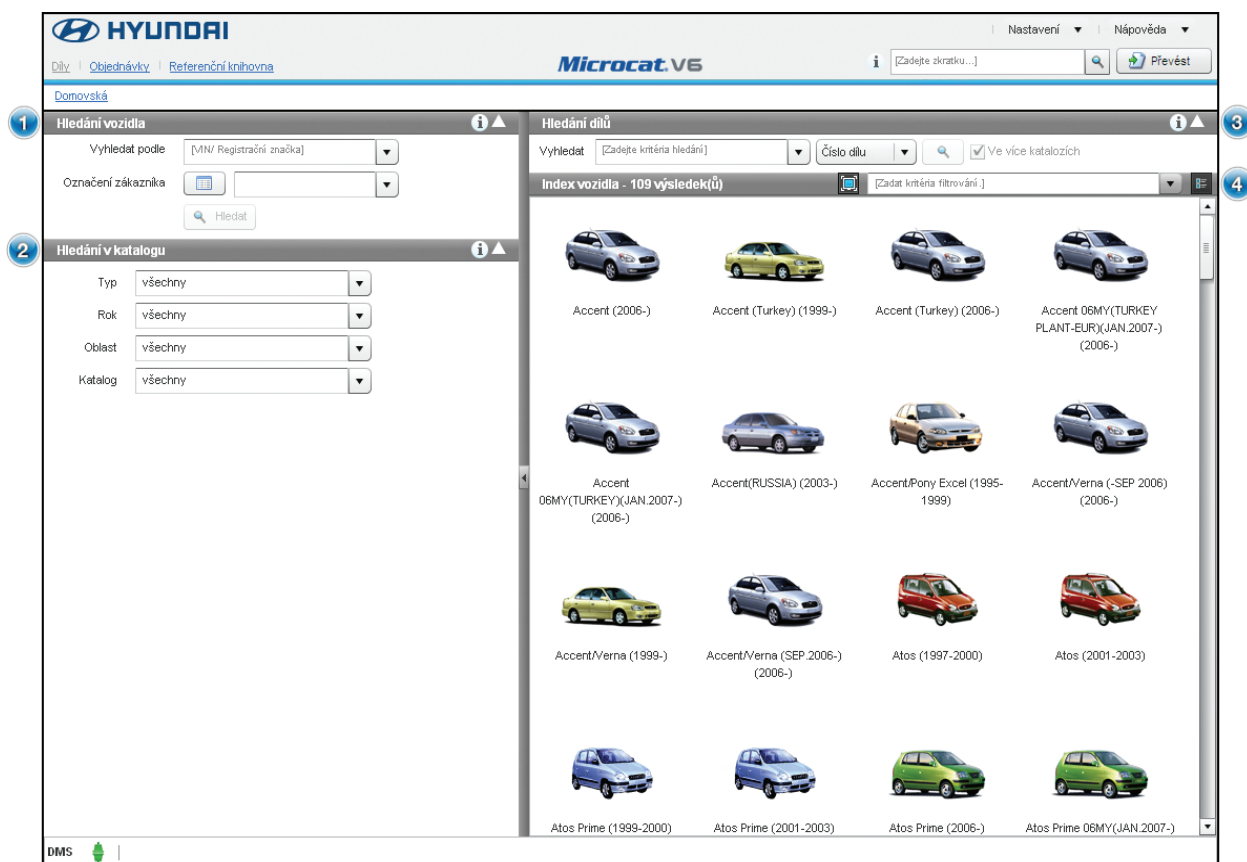 HYUNDAI
Nastavení
Nápověda
Díly
Objednávky
Referenční knihovna
Microcat.V6
[Zadejte zkratku...]
Převést
Domovská
1
Hledání vozidla
Vyhledat podle
[VIN/ Registrační značka]
Označení zákazníka
Hledat
2
Hledání v katalogu
Typ
všechny
Rok
všechny
Oblast
všechny
Katalog
všechny
3
Hledání dílů
Vyhledat
[Zadejte kritéria hledání]
Číslo dílu
Ve více katalozích
4
Index vozidla - 109 výsledek(ů)
[Zadat kritéria filtrování.]
Accent (2006-)
Accent (Turkey) (1999-)
Accent (Turkey) (2006-)
Accent 06MY(TURKEY
PLANT-EUR)(JAN.2007-)
(2006-)
Accent
06MY(TURKEY)(JAN.2007-)
(2006-)
Accent(RUSSIA) (2003-)
Accent/Pony Excel (1995-
1999)
Accent/Verna (-SEP 2006)
(2006-)
Accent/Verna (1999-)
Accent/Verna (SEP.2006-)
(2006-)
Atos (1997-2000)
Atos (2001-2003)
Atos Prime (1999-2000)
Atos Prime (2001-2003)
Atos Prime (2006-)
Atos Prime 06MY(JAN.2007-)
DMS